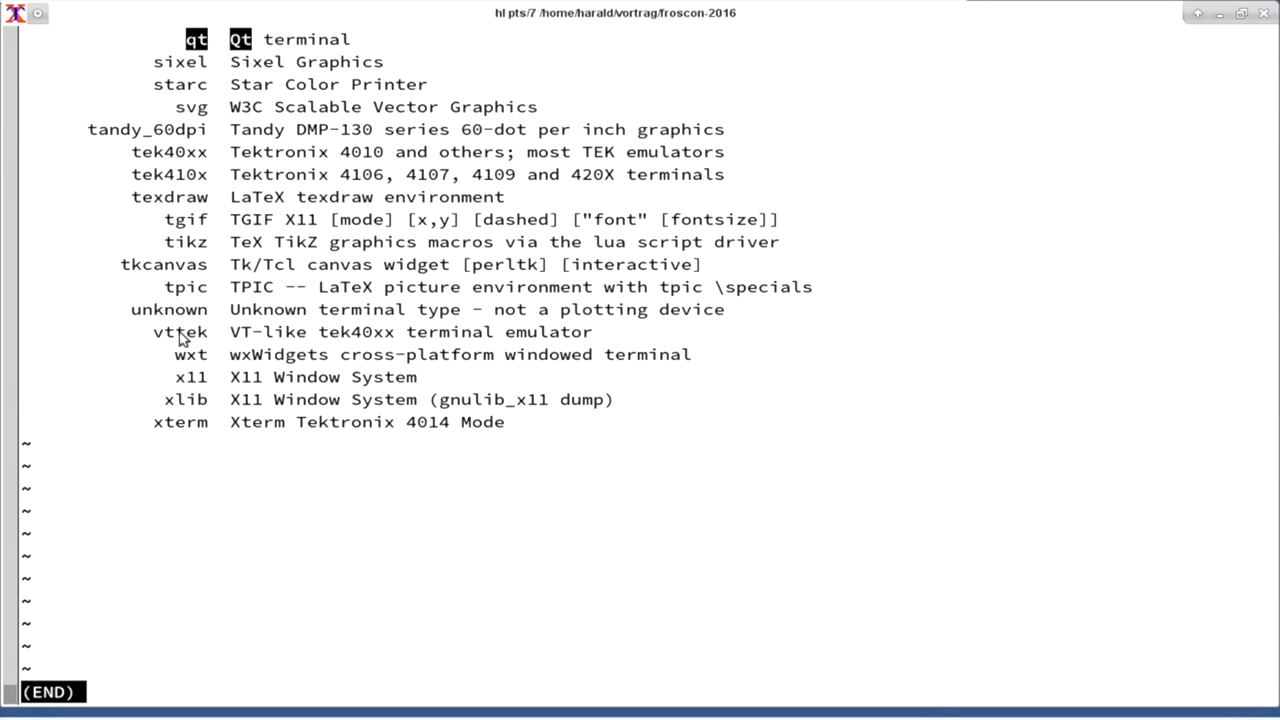 hl pts/7 /home/harald/vortrag/froscon-2016
qt Qt terminal
sixel Sixel Graphics
starc Star Color Printer
svg W3C Scalable Vector Graphics
tandy_60dpi Tandy DMP-130 series 60-dot per inch graphics
tek40xx Tektronix 4010 and others; most TEK emulators
tek410x Tektronix 4106, 4107, 4109 and 420X terminals
texdraw LaTeX texdraw environment
tgif TGIF X11 [mode] [x,y] [dashed] ["font" [fontsize]]
tikz TeX TikZ graphics macros via the lua script driver
tkcanvas Tk/Tcl canvas widget [perltk] [interactive]
tpic TPIC -- LaTeX picture environment with tpic \specials
unknown Unknown terminal type - not a plotting device
vttek VT-like tek40xx terminal emulator
wxt wxWidgets cross-platform windowed terminal
x11 X11 Window System
xlib X11 Window System (gnulib_x11 dump)
xterm Xterm Tektronix 4014 Mode
~
~
~
~
~
~
~
~
~
~
~
(END)